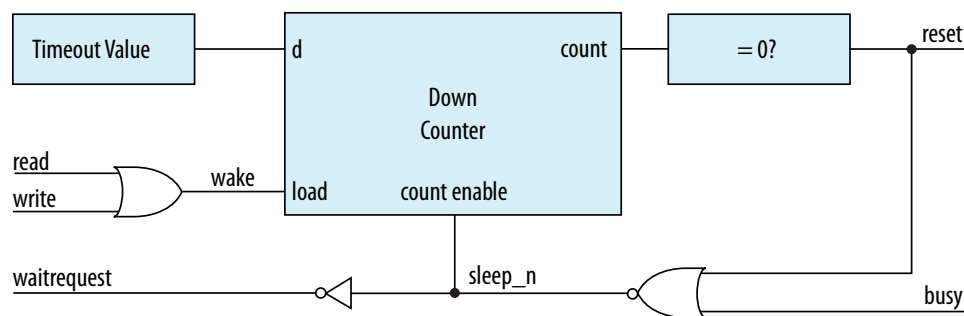 Timeout Value
d
count
= 0?
reset
Down
Counter
read
write
wake
load
count enable
waitrequest
sleep_n
busy